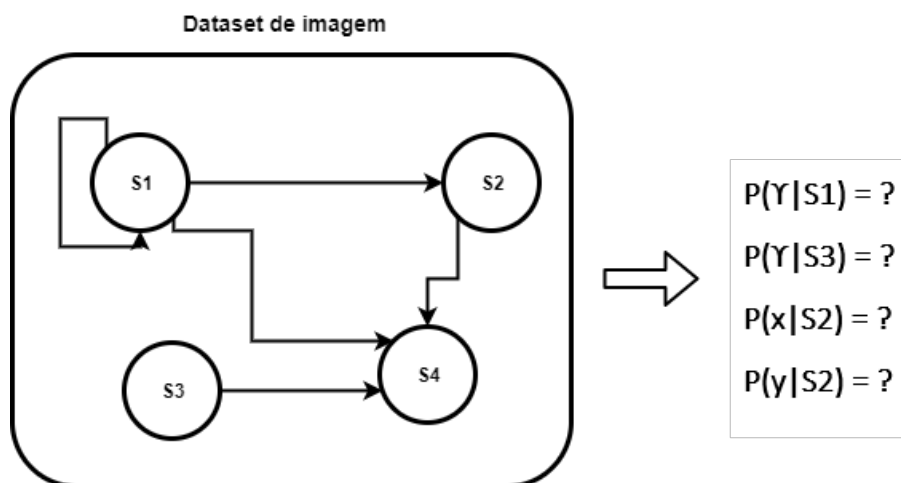 Dataset de imagem
S1
S2
S3
S4
P(ϒ|S1) = ?
P(ϒ|S3) = ?
P(x|S2) = ?
P(y|S2) = ?